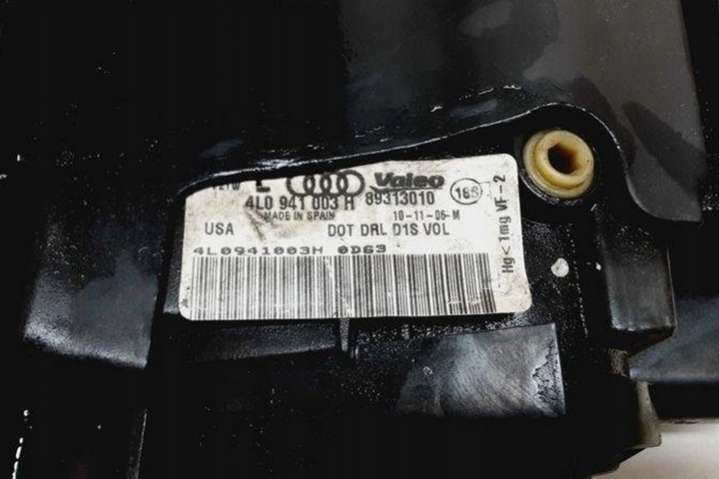 L Valeo
4L0 941 003 H 89313010
185
MADE IN SPAIN 10-11-06-M
USA DOT DRL D1S VOL
4L0941003H 0D63
Hg < 1mg VF-2